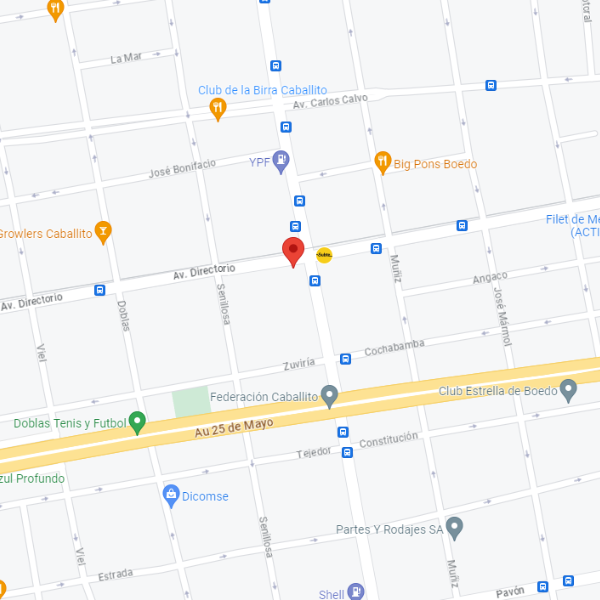 La Mar
Club de la Birra Caballito
Av. Carlos Calvo
YPF
José Bonifacio
Big Pons Boedo
Growlers Caballito
Filet de Me
(ACTI
Av. Directorio
Muñiz
Angaco
Av. Directorio
Senillosa
José Mármol
Doblas
Viel
Cochabamba
Zuviría
Federación Caballito
Club Estrella de Boedo
Doblas Tenis y Futbol
Au 25 de Mayo
Constitución
Tejedor
zul Profundo
Dicomse
Partes Y Rodajes SA
Senillosa
Viel
Muñiz
Estrada
Shell
Pavón